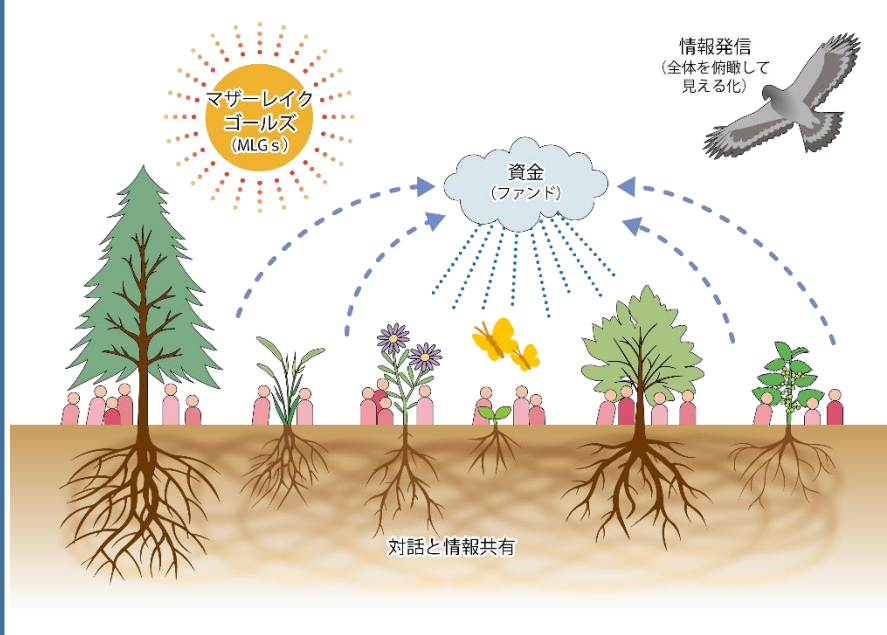 マザーレイク
ゴールズ
（MLGｓ）
情報発信
（全体を俯瞰して
見える化）
資金
（ファンド）
対話と情報共有